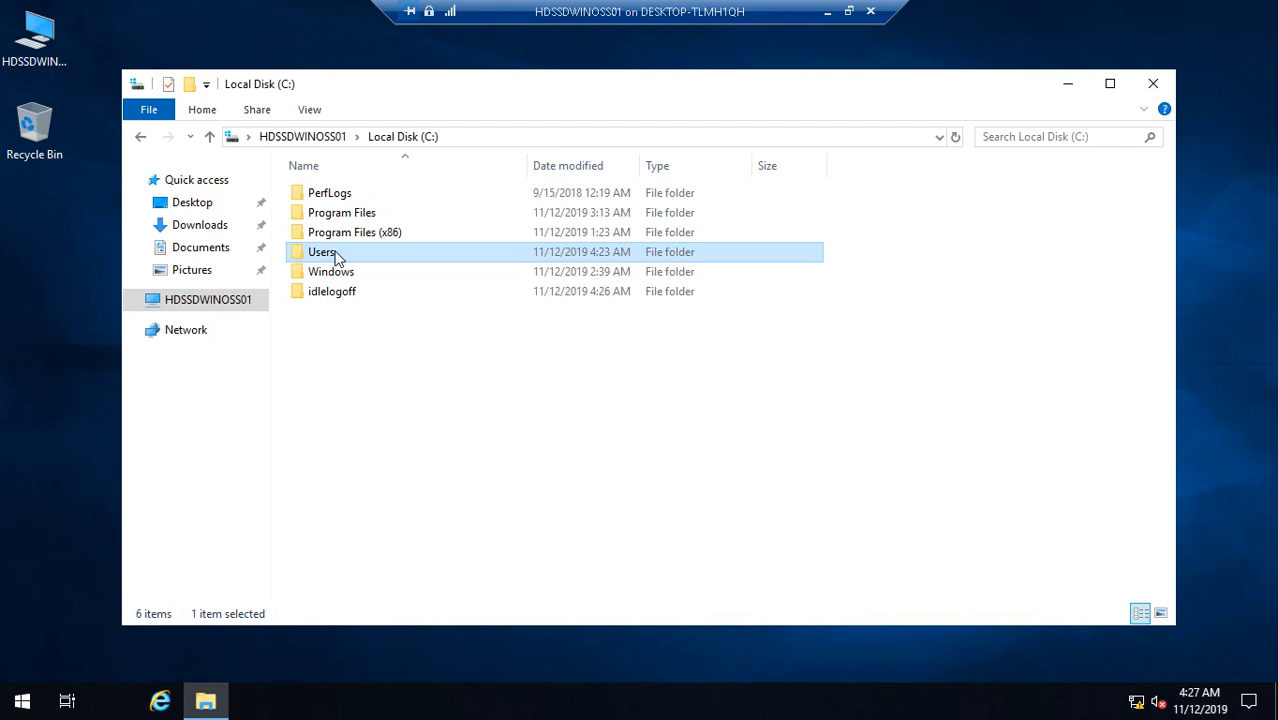 HDSSDWINOSS01 on DESKTOP-TLMH1QH
HDSSDWIN...
Recycle Bin
Local Disk (C:)
File Home Share View
HDSSDWINOSS01 Local Disk (C:) Search Local Disk (C:)
Name Date modified Type Size
PerfLogs 9/15/2018 12:19 AM File folder
Program Files 11/12/2019 3:13 AM File folder
Program Files (x86) 11/12/2019 1:23 AM File folder
Users 11/12/2019 4:23 AM File folder
Windows 11/12/2019 2:39 AM File folder
idlelogoff 11/12/2019 4:26 AM File folder
Quick access
Desktop
Downloads
Documents
Pictures
HDSSDWINOSS01
Network
6 items 1 item selected
4:27 AM
11/12/2019